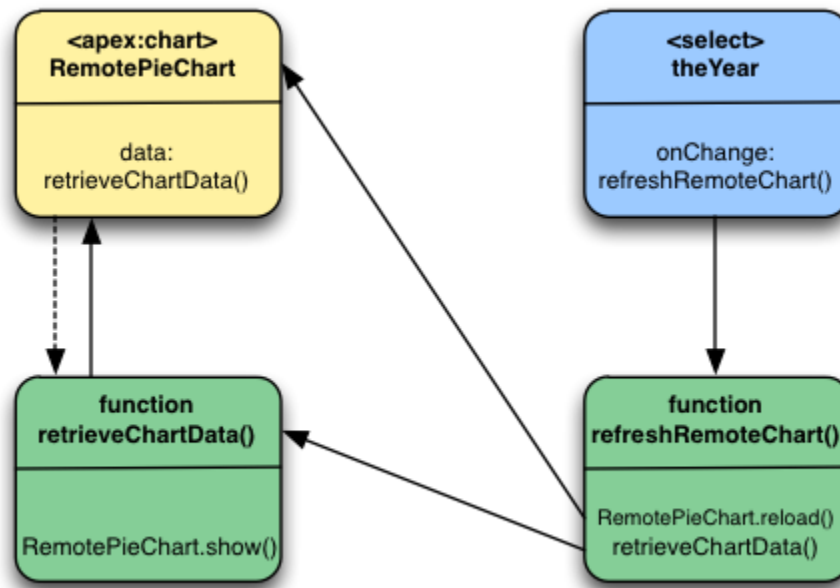 <apex:chart>
RemotePieChart
data:
retrieveChartData()
<select>
theYear
onChange:
refreshRemoteChart()
function
retrieveChartData()
RemotePieChart.show()
function
refreshRemoteChart()
RemotePieChart.reload()
retrieveChartData()